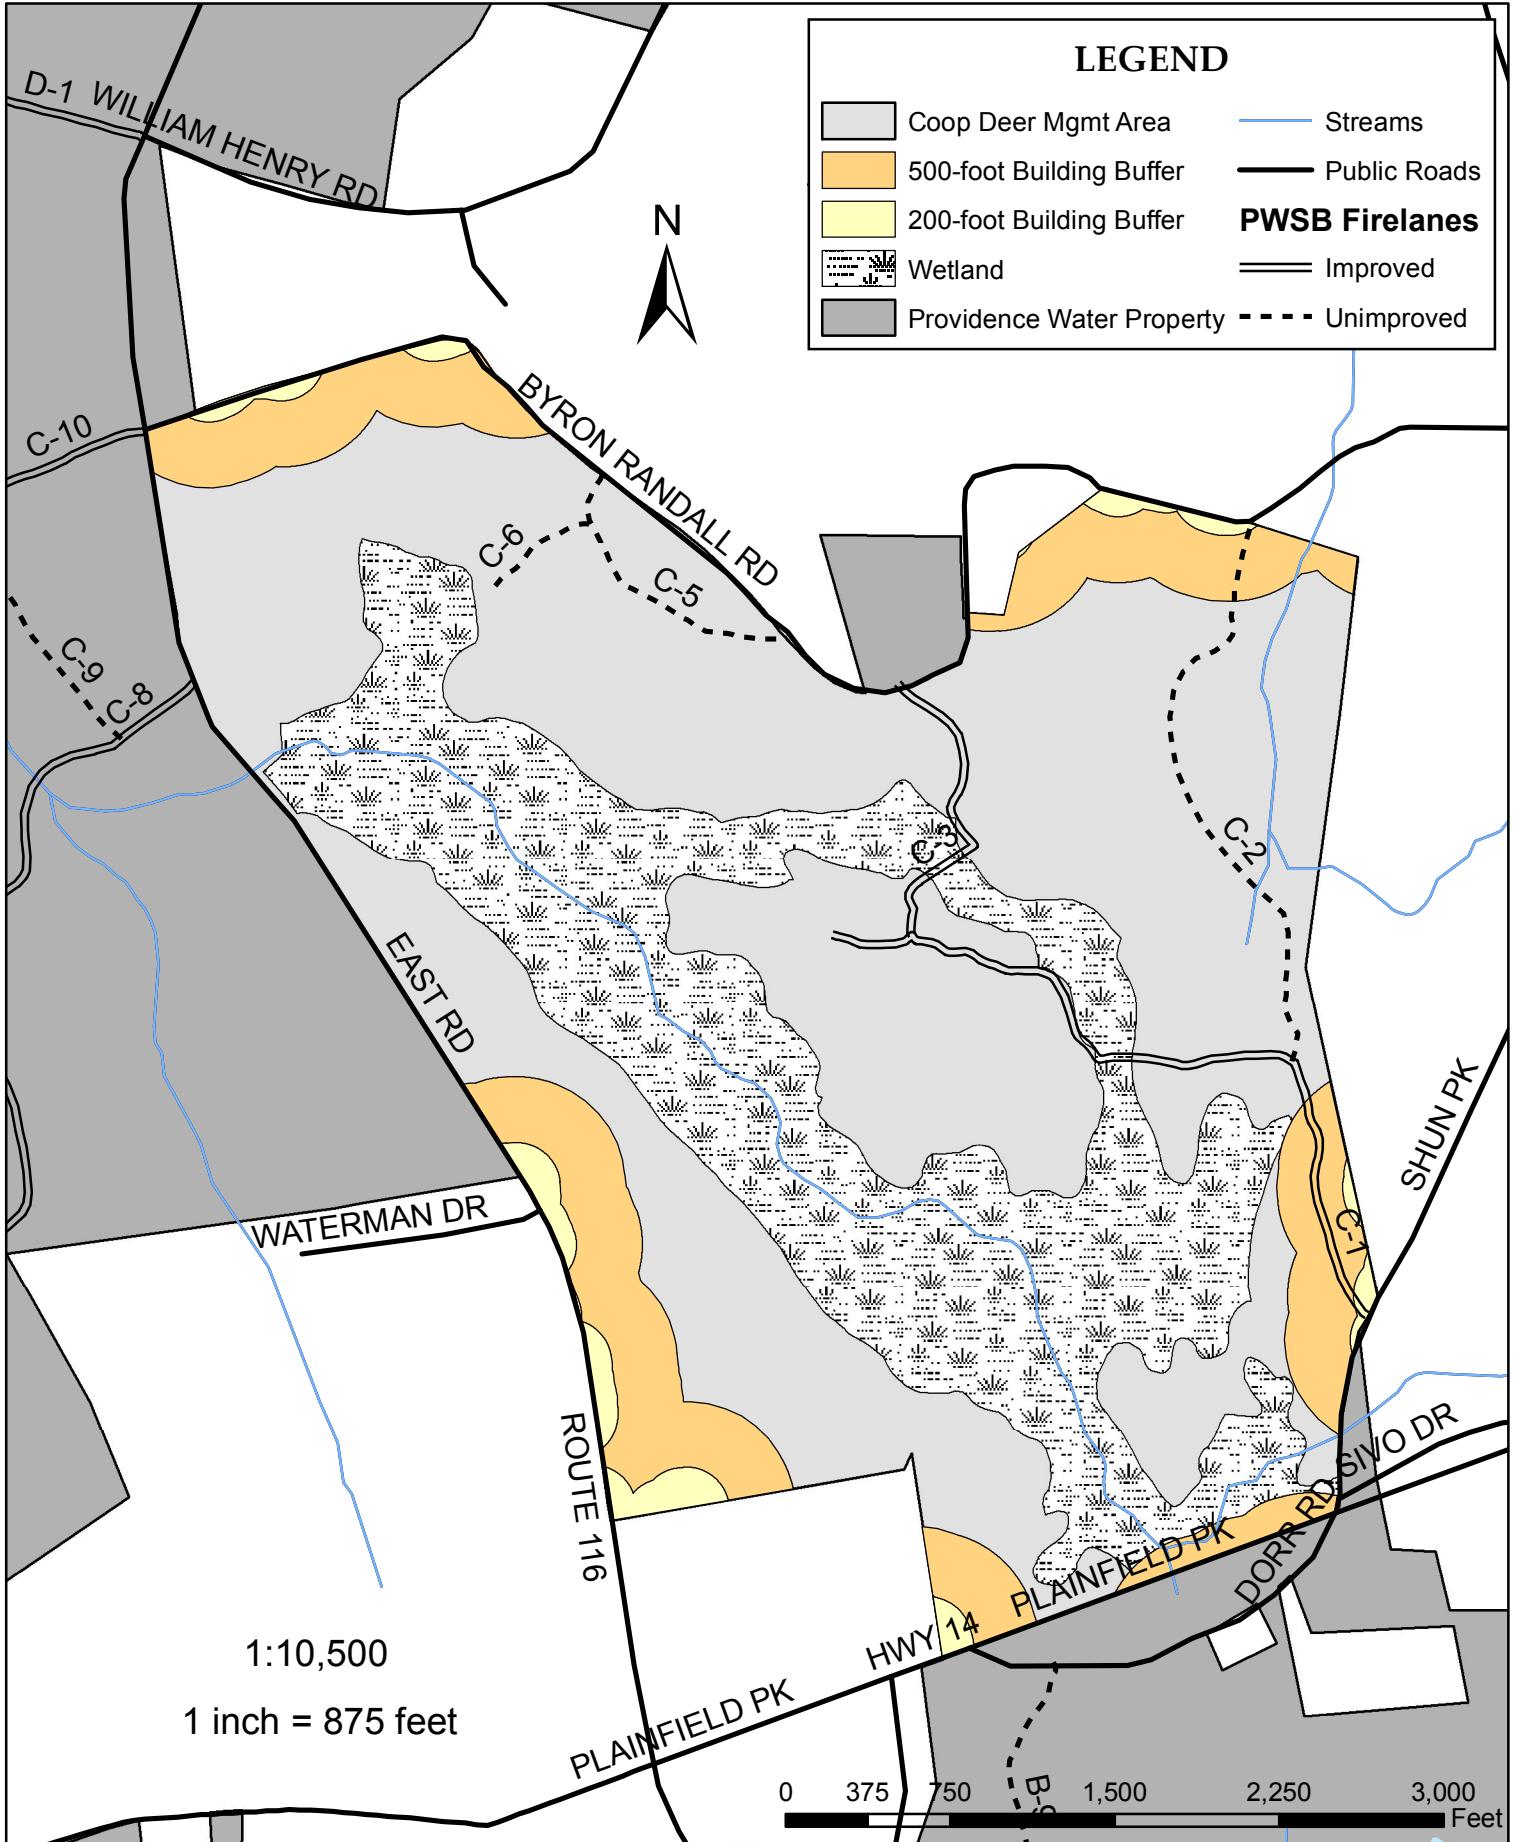 LEGEND
Coop Deer Mgmt Area
500-foot Building Buffer
200-foot Building Buffer
Wetland
Providence Water Property
Streams
Public Roads
PWSB Firelanes
Improved
Unimproved
D-1
WILLIAM HENRY RD
N
C-10
BYRON RANDALL RD
C-6
C-5
C-9
C-8
C-3
C-2
EAST RD
SHUN PK
WATERMAN DR
C-1
ROUTE 116
SIVO DR
DORR RD
PLAINFIELD PK
HWY 14
PLAINFIELD PK
1:10,500
1 inch = 875 feet
B-9
0 375 750 1,500 2,250 3,000
Feet